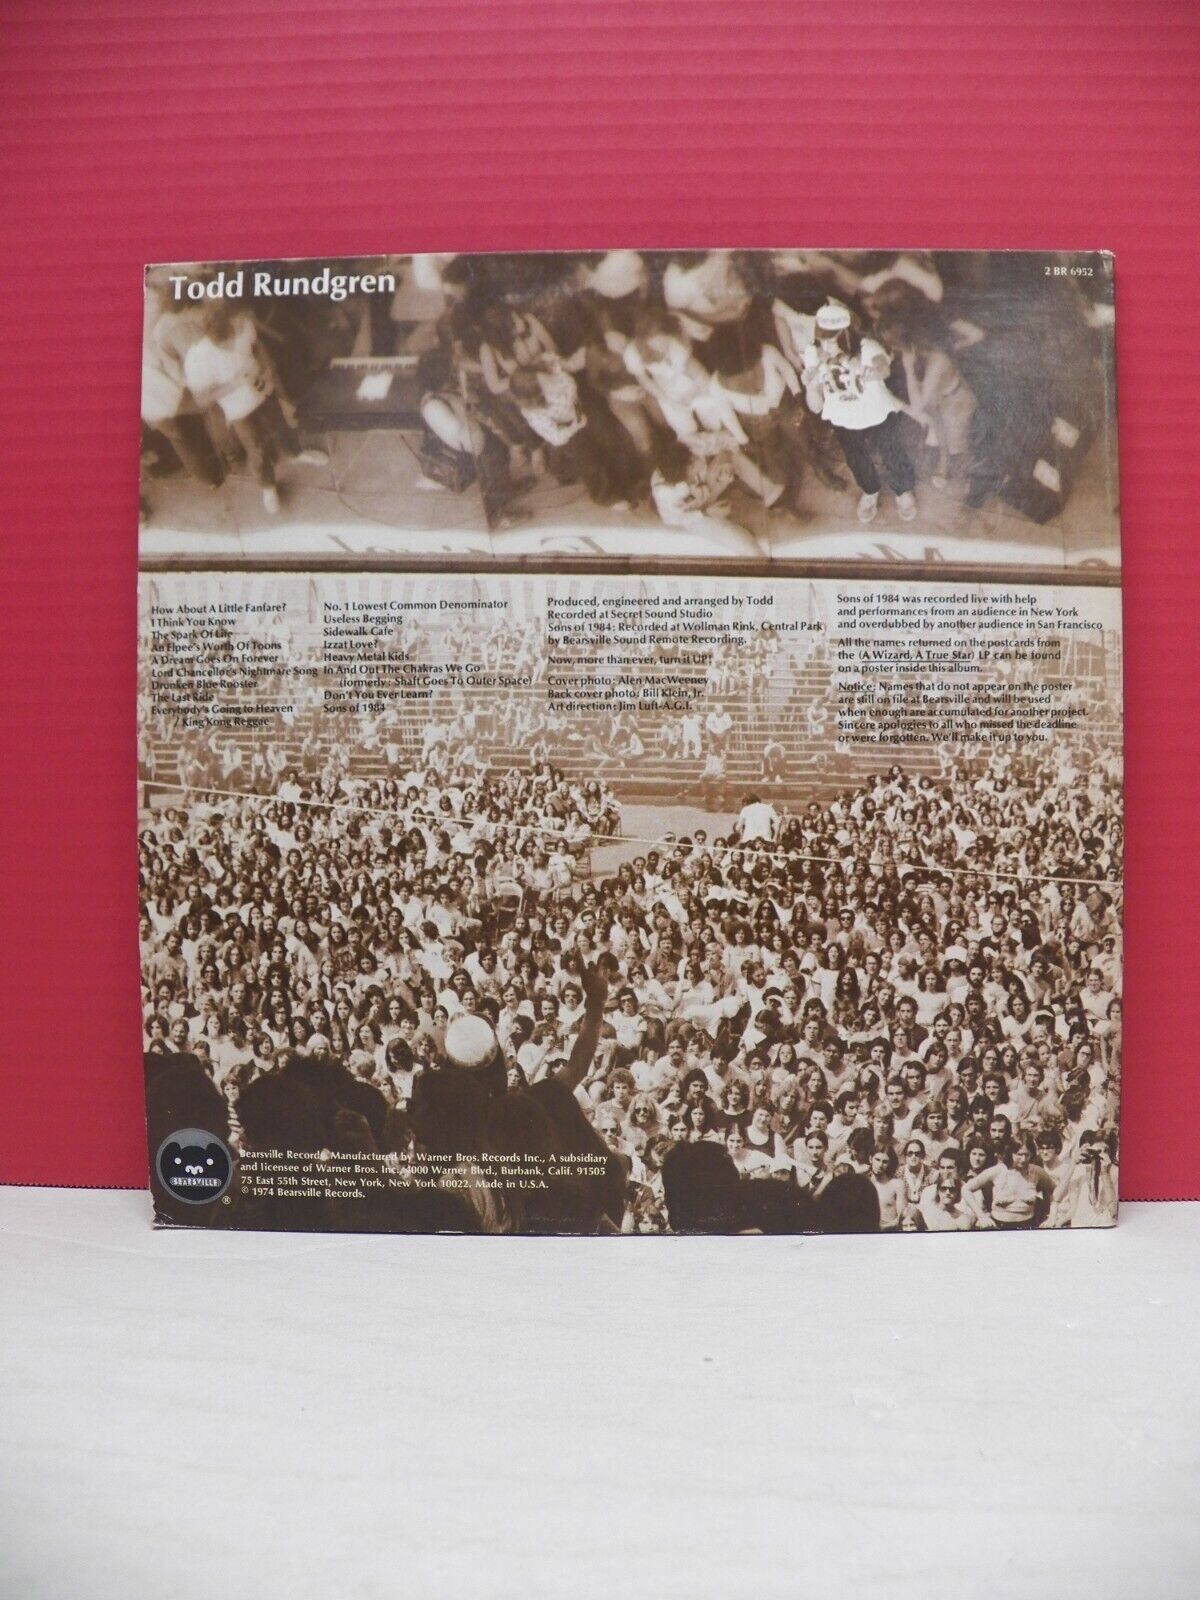 Todd Rundgren
2 BR 6952
How About A Little Fanfare?
I Think You Know
The Spark Of Life
An Elpee's Worth Of Toons
A Dream Goes On Forever
Lord Chancellor's Nightmare Song
Drunken Blue Rooster
The Last Ride
Everybody's Going to Heaven
/ King Kong Reggae
No. 1 Lowest Common Denominator
Useless Begging
Sidewalk Cafe
Izzat Love?
Heavy Metal Kids
In And Out The Chakras We Go
(formerly: Shaft Goes To Outer Space)
Don't You Ever Learn?
Sons of 1984
Produced, engineered and arranged by Todd
Recorded at Secret Sound Studio
Sons of 1984: Recorded at Wollman Rink, Central Park
by Bearsville Sound Remote Recording.
Now, more than ever, turn it UP!
Cover photo: Alen MacWeeney
Back cover photo: Bill Klein, Jr.
Art direction: Jim Luft-A.G.I.
Sons of 1984 was recorded live with help
and performances from an audience in New York
and overdubbed by another audience in San Francisco
All the names returned on the postcards from
the (A Wizard, A True Star) LP can be found
on a poster inside this album.
Notice: Names that do not appear on the poster
are still on file at Bearsville and will be used
when enough are accumulated for another project.
Sincere apologies to all who missed the deadline
or were forgotten. We'll make it up to you.
BEARSVILLE
®
Bearsville Records, Manufactured by Warner Bros. Records Inc., A subsidiary
and licensee of Warner Bros. Inc., 4000 Warner Blvd., Burbank, Calif. 91505
75 East 55th Street, New York, New York 10022. Made in U.S.A.
© 1974 Bearsville Records.